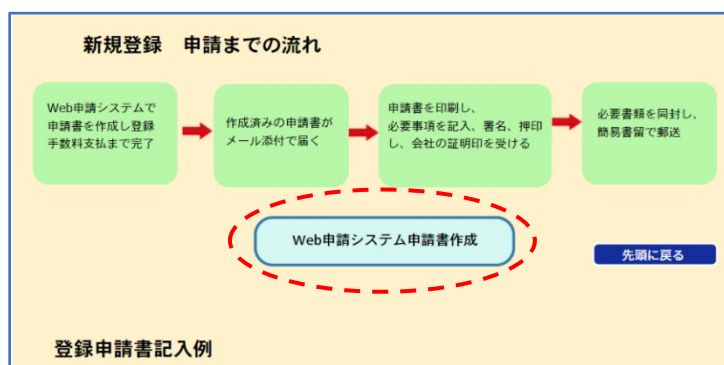 新規登録　申請までの流れ
Web申請システムで
申請書を作成し登録
手数料支払まで完了
作成済みの申請書が
メール添付で届く
申請書を印刷し、
必要事項を記入、署名、押印
し、会社の証明印を受ける
必要書類を同封し、
簡易書留で郵送
Web申請システム申請書作成
先頭に戻る
登録申請書記入例